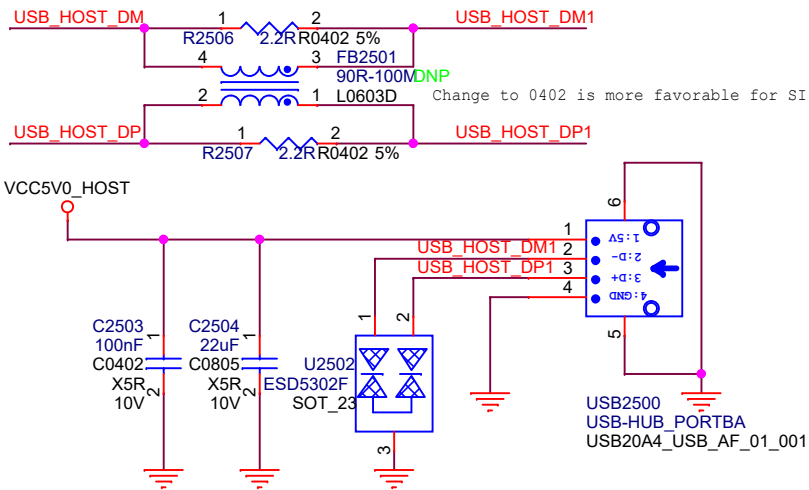 USB_HOST_DM 1 2 USB_HOST_DM1
R2506 2.2R R0402 5%
4 3 FB2501
90R-100M DNP
2 1 L0603D Change to 0402 is more favorable for SI
USB_HOST_DP 1 2 USB_HOST_DP1
R2507 2.2R R0402 5%
VCC5V0_HOST
6
1 1:5V
USB_HOST_DM1 2 2:D-
USB_HOST_DP1 3 3:D+
4 4:GND
5
C2503 1
100nF
C0402
X5R 2
10V
C2504 1
22uF
C0805
X5R 2
10V
1 2
U2502
ESD5302F
SOT_23
3
USB2500
USB-HUB_PORTBA
USB20A4_USB_AF_01_001